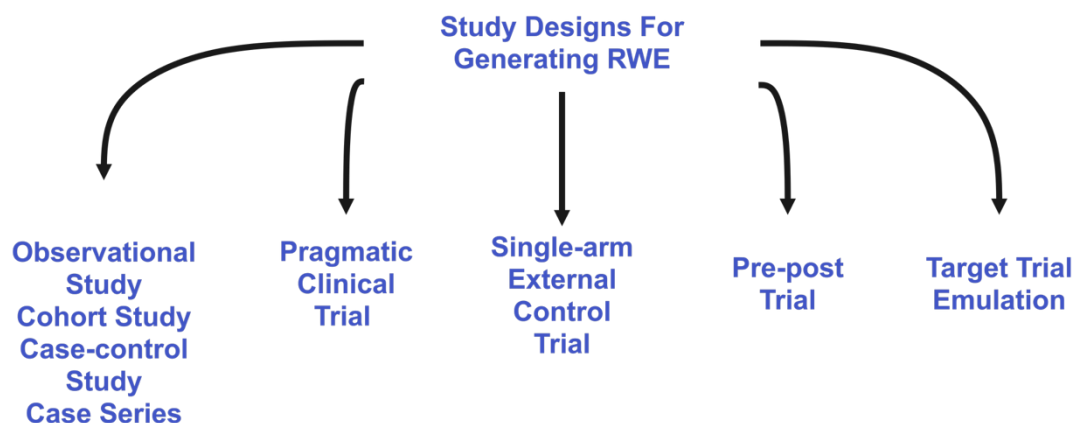 Study Designs For
Generating RWE
Observational
Study
Cohort Study
Case-control
Study
Case Series
Pragmatic
Clinical
Trial
Single-arm
External
Control
Trial
Pre-post
Trial
Target Trial
Emulation